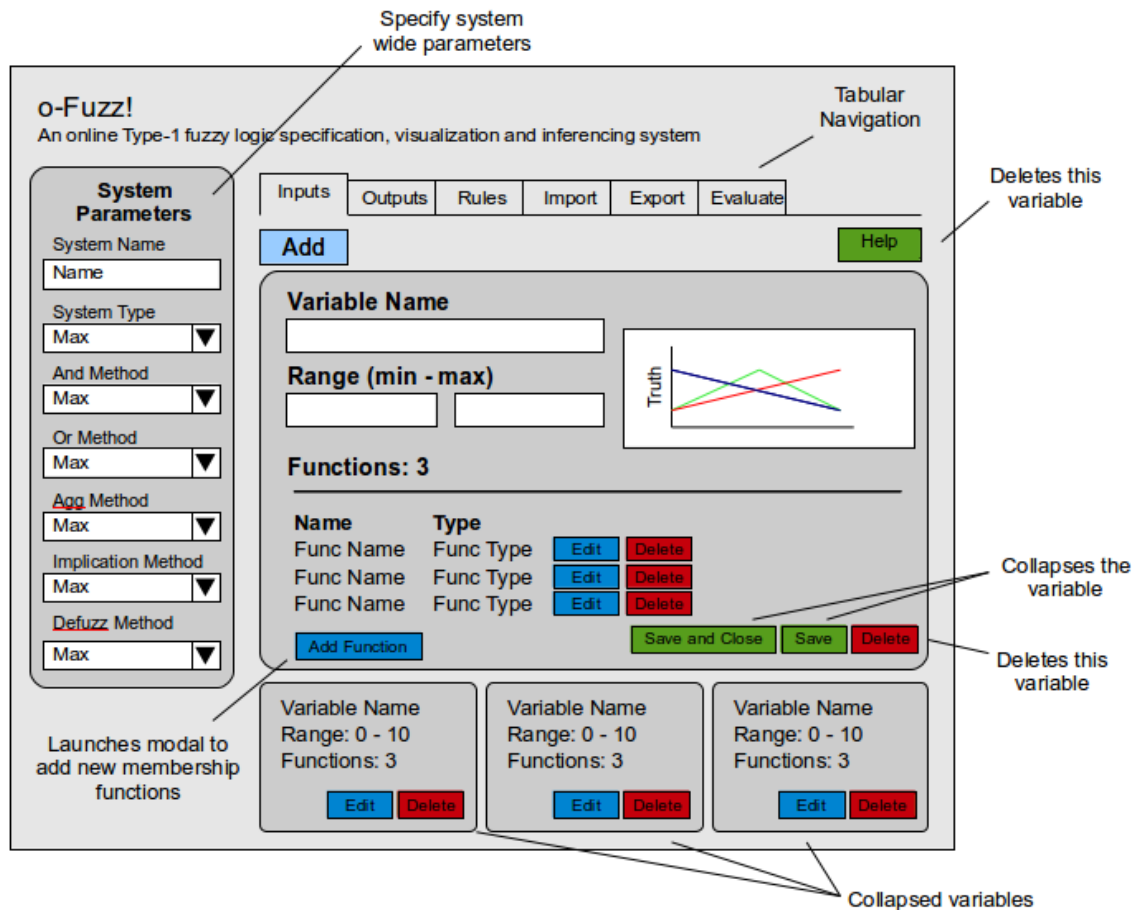 Specify system
wide parameters
o-Fuzz!
An online Type-1 fuzzy logic specification, visualization and inferencing system
Tabular
Navigation
Deletes this
variable
System
Parameters
System Name
Name
System Type
Max
And Method
Max
Or Method
Max
Agg Method
Max
Implication Method
Max
Defuzz Method
Max
Inputs Outputs Rules Import Export Evaluate
Add Help
Variable Name
Range (min - max)
Truth
Functions: 3
Name Type
Func Name Func Type Edit Delete
Func Name Func Type Edit Delete
Func Name Func Type Edit Delete
Add Function Save and Close Save Delete
Collapses the
variable
Deletes this
variable
Launches modal to
add new membership
functions
Variable Name
Range: 0 - 10
Functions: 3
Edit Delete
Variable Name
Range: 0 - 10
Functions: 3
Edit Delete
Variable Name
Range: 0 - 10
Functions: 3
Edit Delete
Collapsed variables